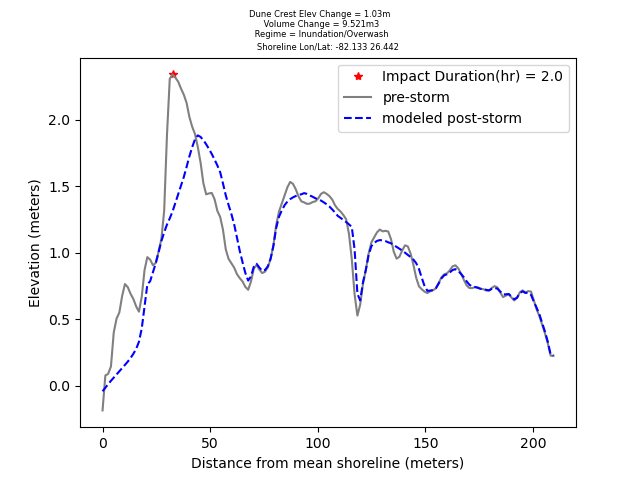 Dune Crest Elev Change = 1.03m
Volume Change = 9.521m3
Regime = Inundation/Overwash
Shoreline Lon/Lat: -82.133 26.442
Impact Duration(hr) = 2.0
pre-storm
modeled post-storm
Elevation (meters)
2.0
1.5
1.0
0.5
0.0
0 50 100 150 200
Distance from mean shoreline (meters)